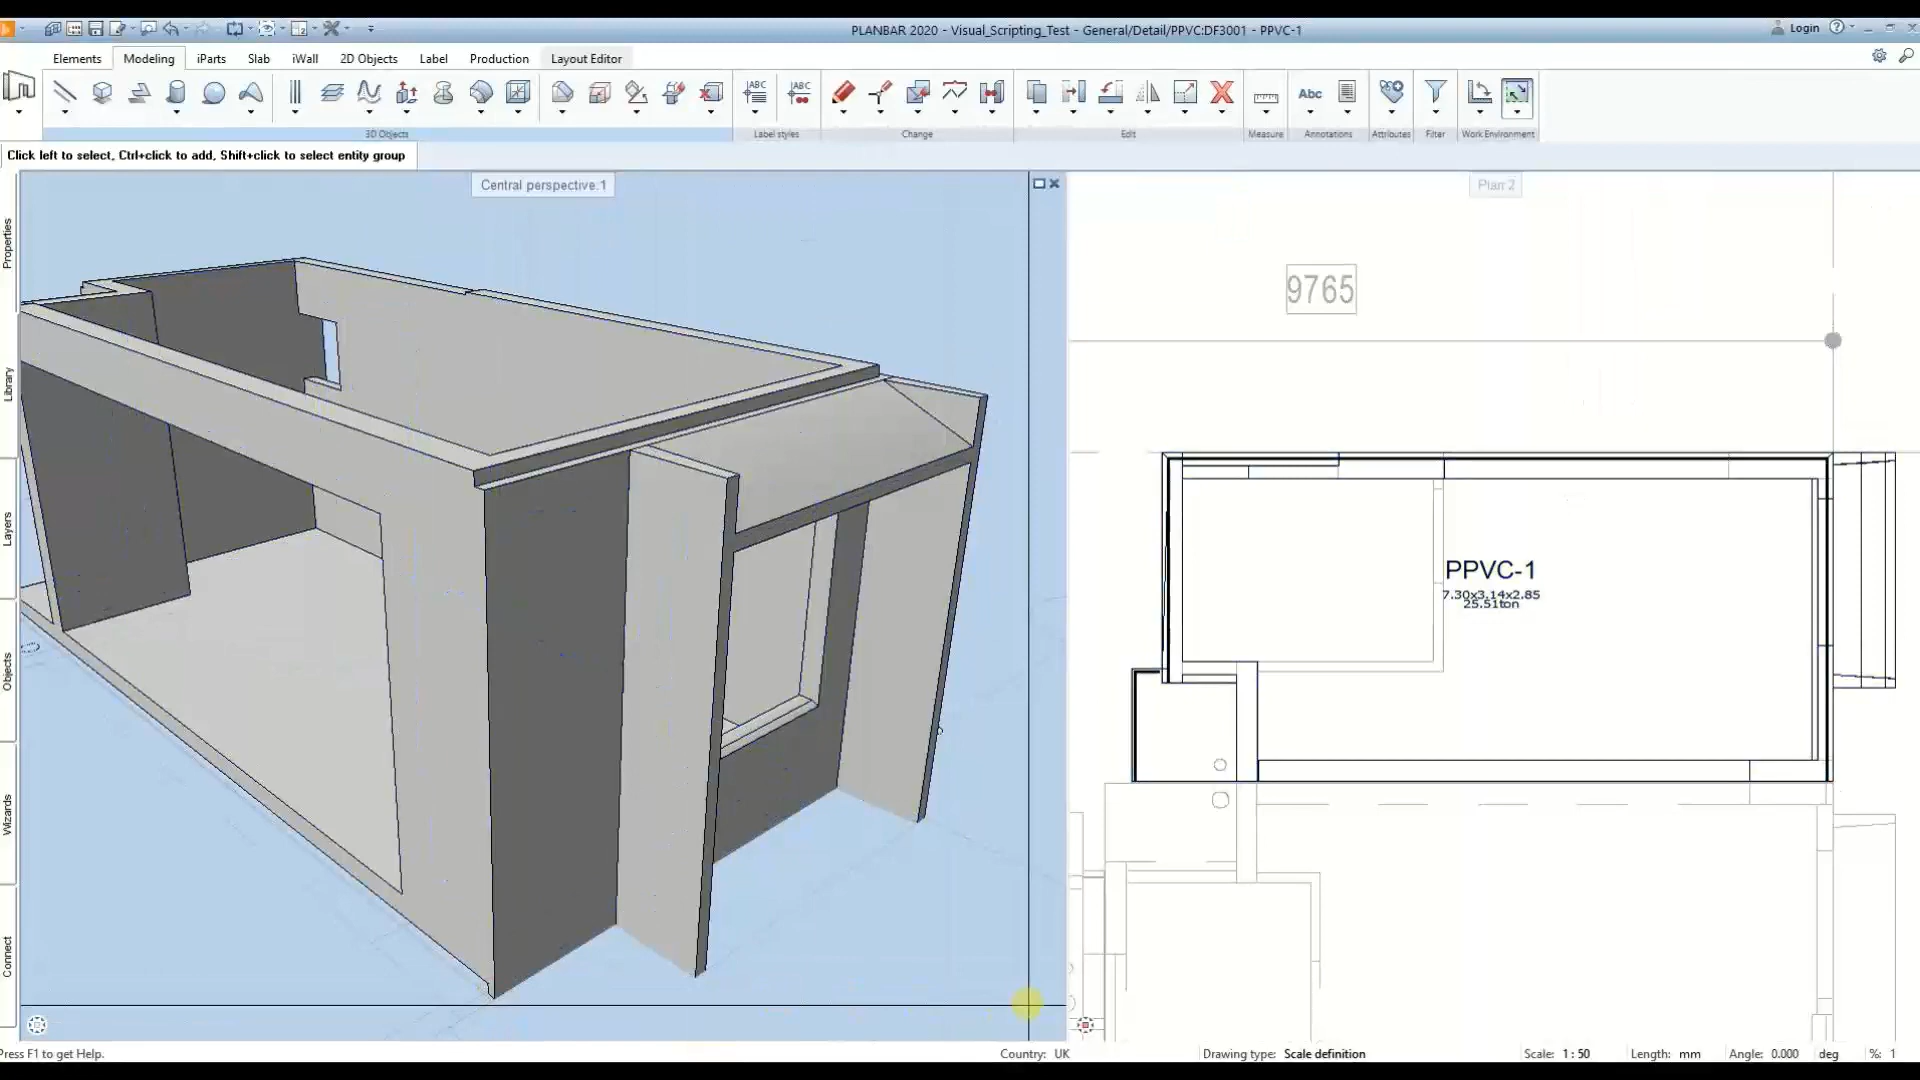 PLANBAR 2020 - Visual_Scripting_Test - General/Detail/PPVC:DF3001 - PPVC-1
Login
Elements Modeling iParts Slab iWall 2D Objects Label Production Layout Editor
ABC ABC Abc
3D Objects Label styles Change Edit Measure Annotations Attributes Filter Work Environment
Click left to select, Ctrl+click to add, Shift+click to select entity group
Properties
Library
Layers
Objects
Wizards
Connect
Central perspective:1
Plan:2
9765
PPVC-1
7.30x3.14x2.85
25.51ton
Press F1 to get Help.
Country: UK
Drawing type: Scale definition
Scale: 1 : 50
Length: mm
Angle: 0.000 deg
%: 1